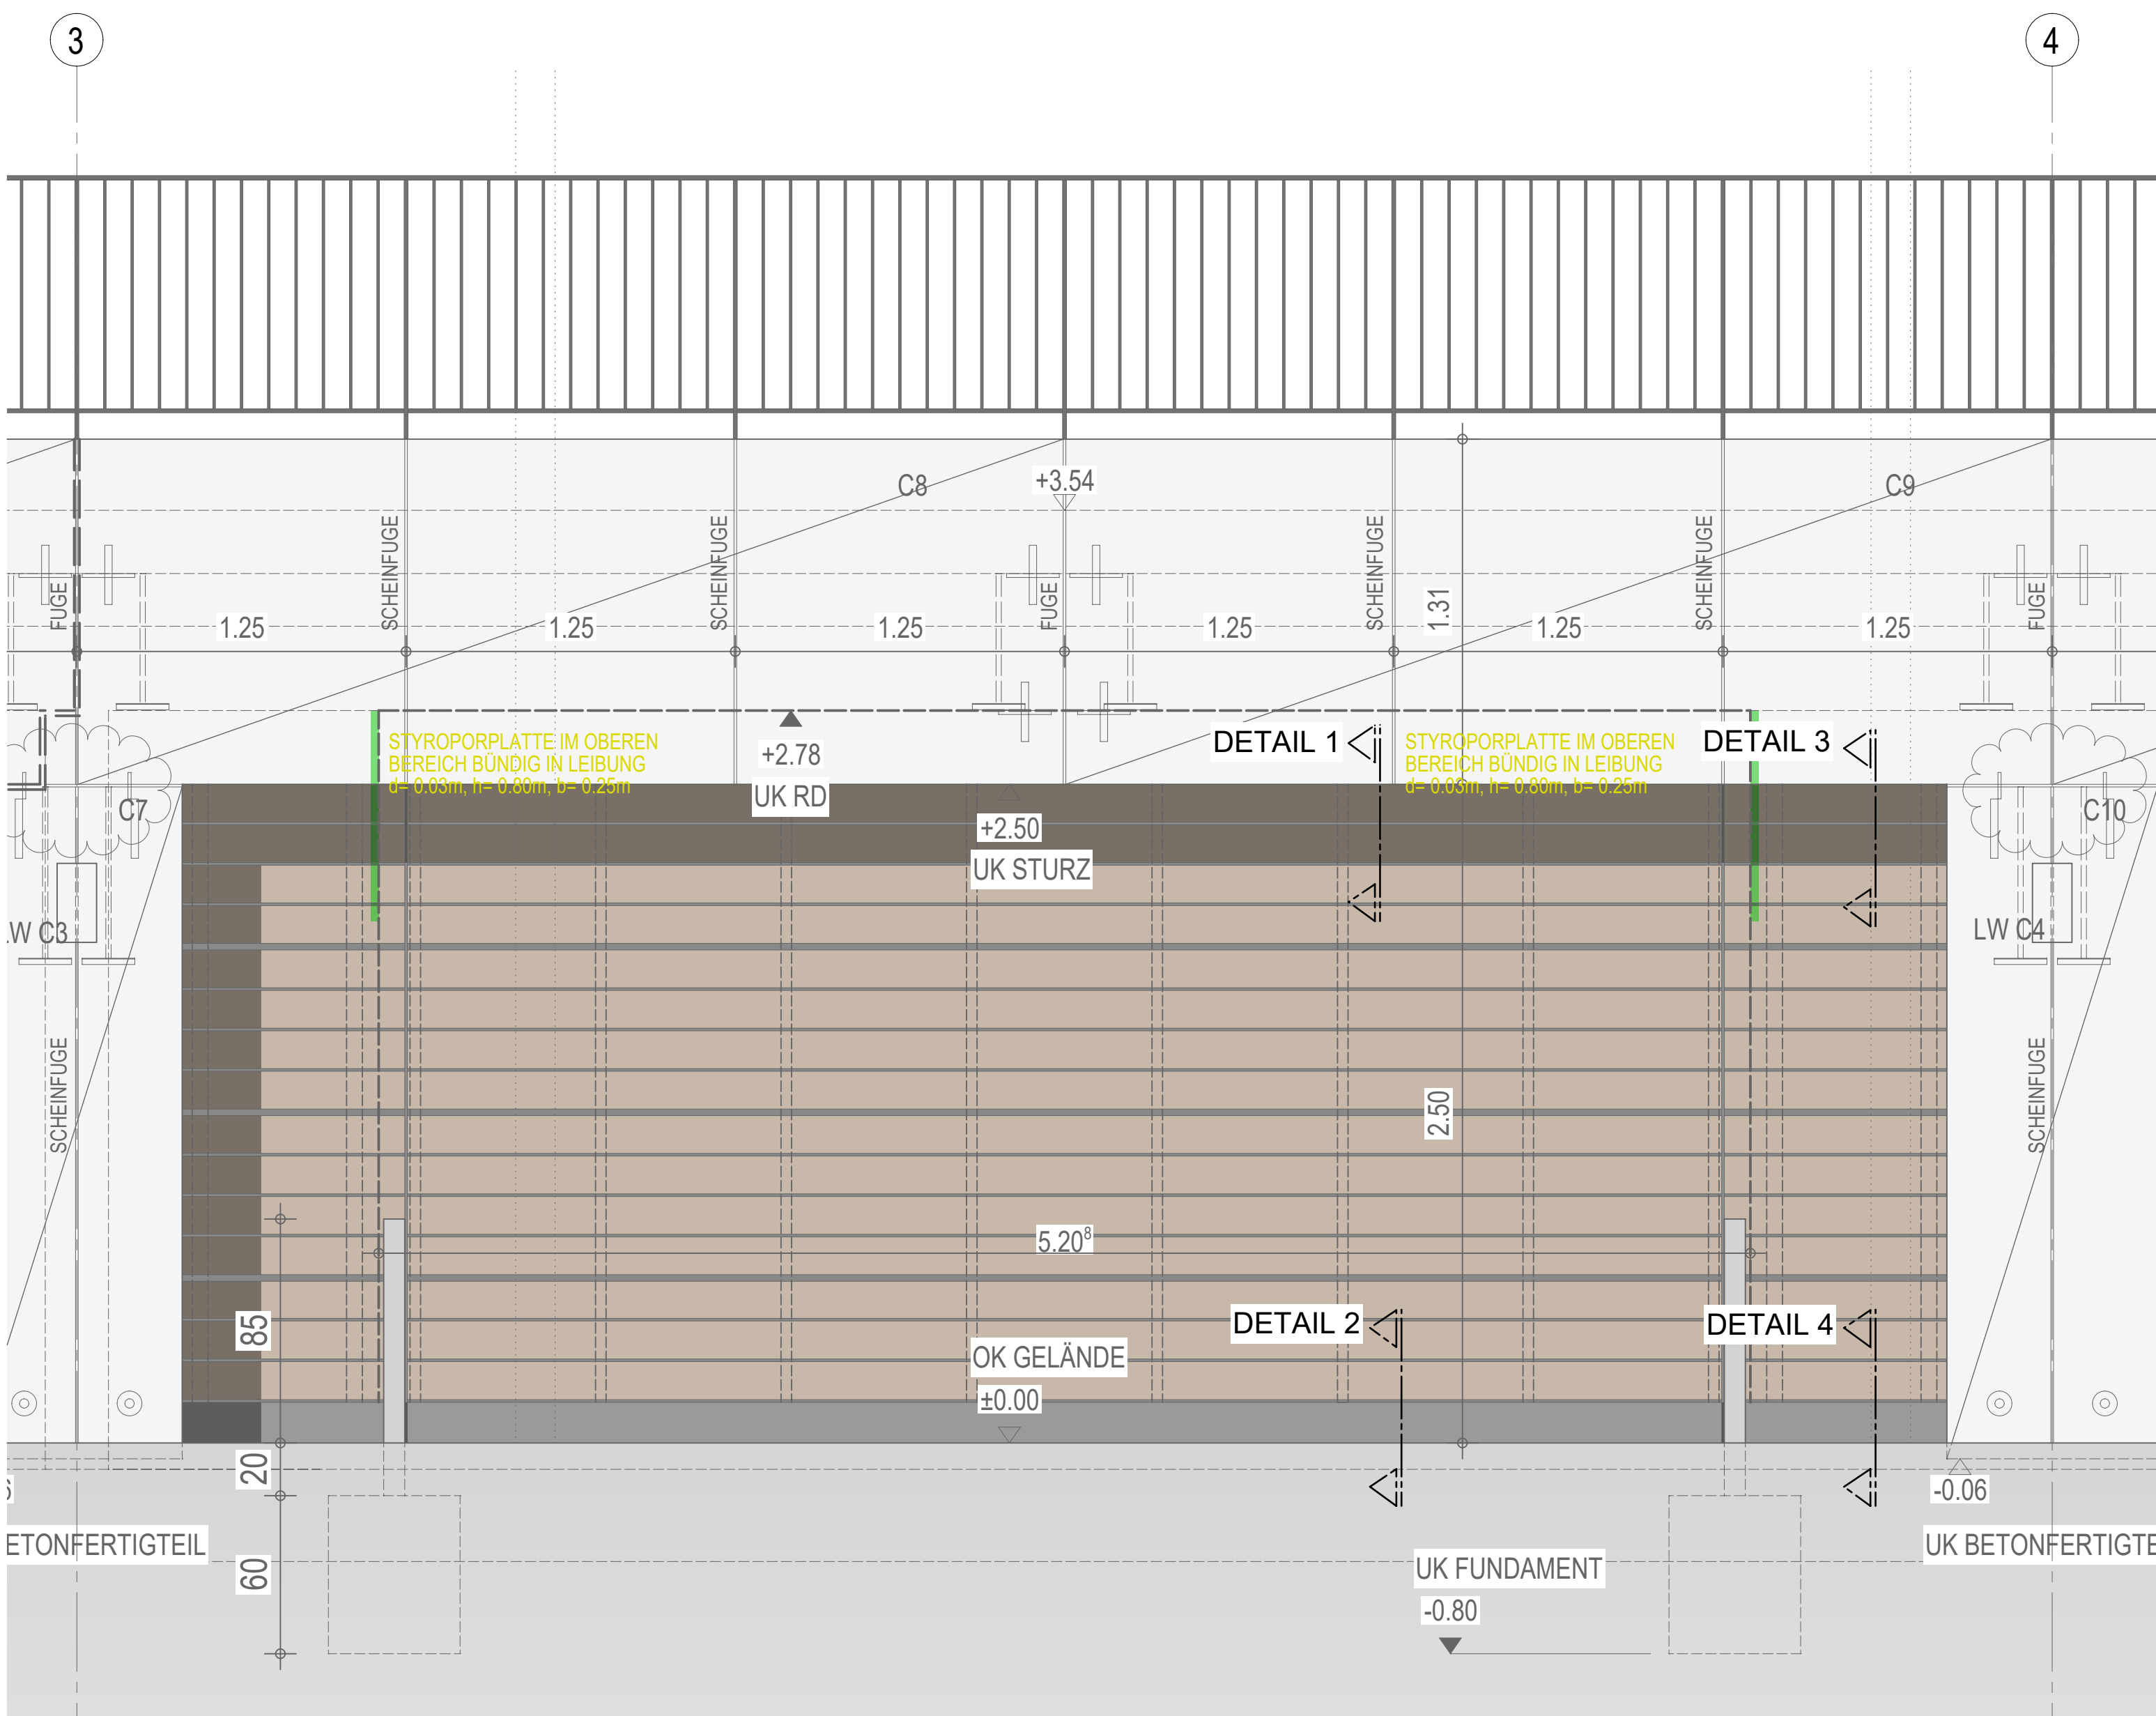 3
4
C8
+3.54
C9
SCHEINFUGE
SCHEINFUGE
SCHEINFUGE
SCHEINFUGE
FUGE
FUGE
FUGE
1.31
1.25
1.25
1.25
1.25
1.25
1.25
STYROPORPLATTE IM OBEREN
BEREICH BÜNDIG IN LEIBUNG
d= 0.03m, h= 0.80m, b= 0.25m
+2.78
UK RD
DETAIL 1
STYROPORPLATTE IM OBEREN
BEREICH BÜNDIG IN LEIBUNG
d= 0.03m, h= 0.80m, b= 0.25m
DETAIL 3
C7
+2.50
UK STURZ
C10
LW C3
LW C4
SCHEINFUGE
SCHEINFUGE
2.50
5.20⁸
85
DETAIL 2
DETAIL 4
OK GELÄNDE
±0.00
20
6
-0.06
ETONFERTIGTEIL
UK BETONFERTIGTE
60
UK FUNDAMENT
-0.80